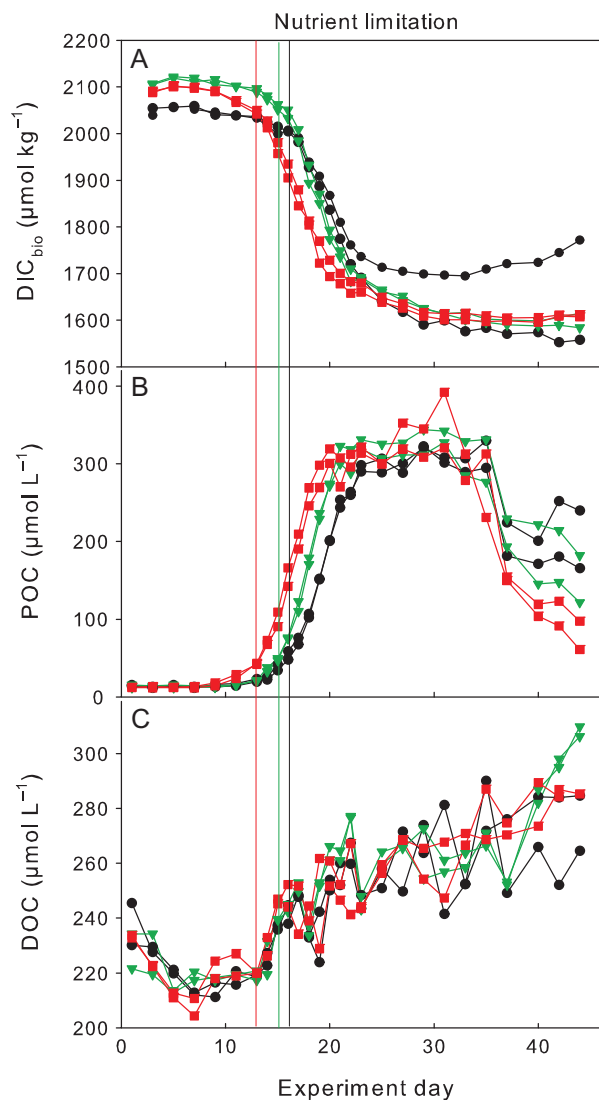 Nutrient limitation
A
2200
2100
2000
1900
1800
1700
1600
1500
DIC_bio (μmol kg⁻¹)
B
400
300
200
100
0
POC (μmol L⁻¹)
C
300
280
260
240
220
200
DOC (μmol L⁻¹)
0 10 20 30 40
Experiment day